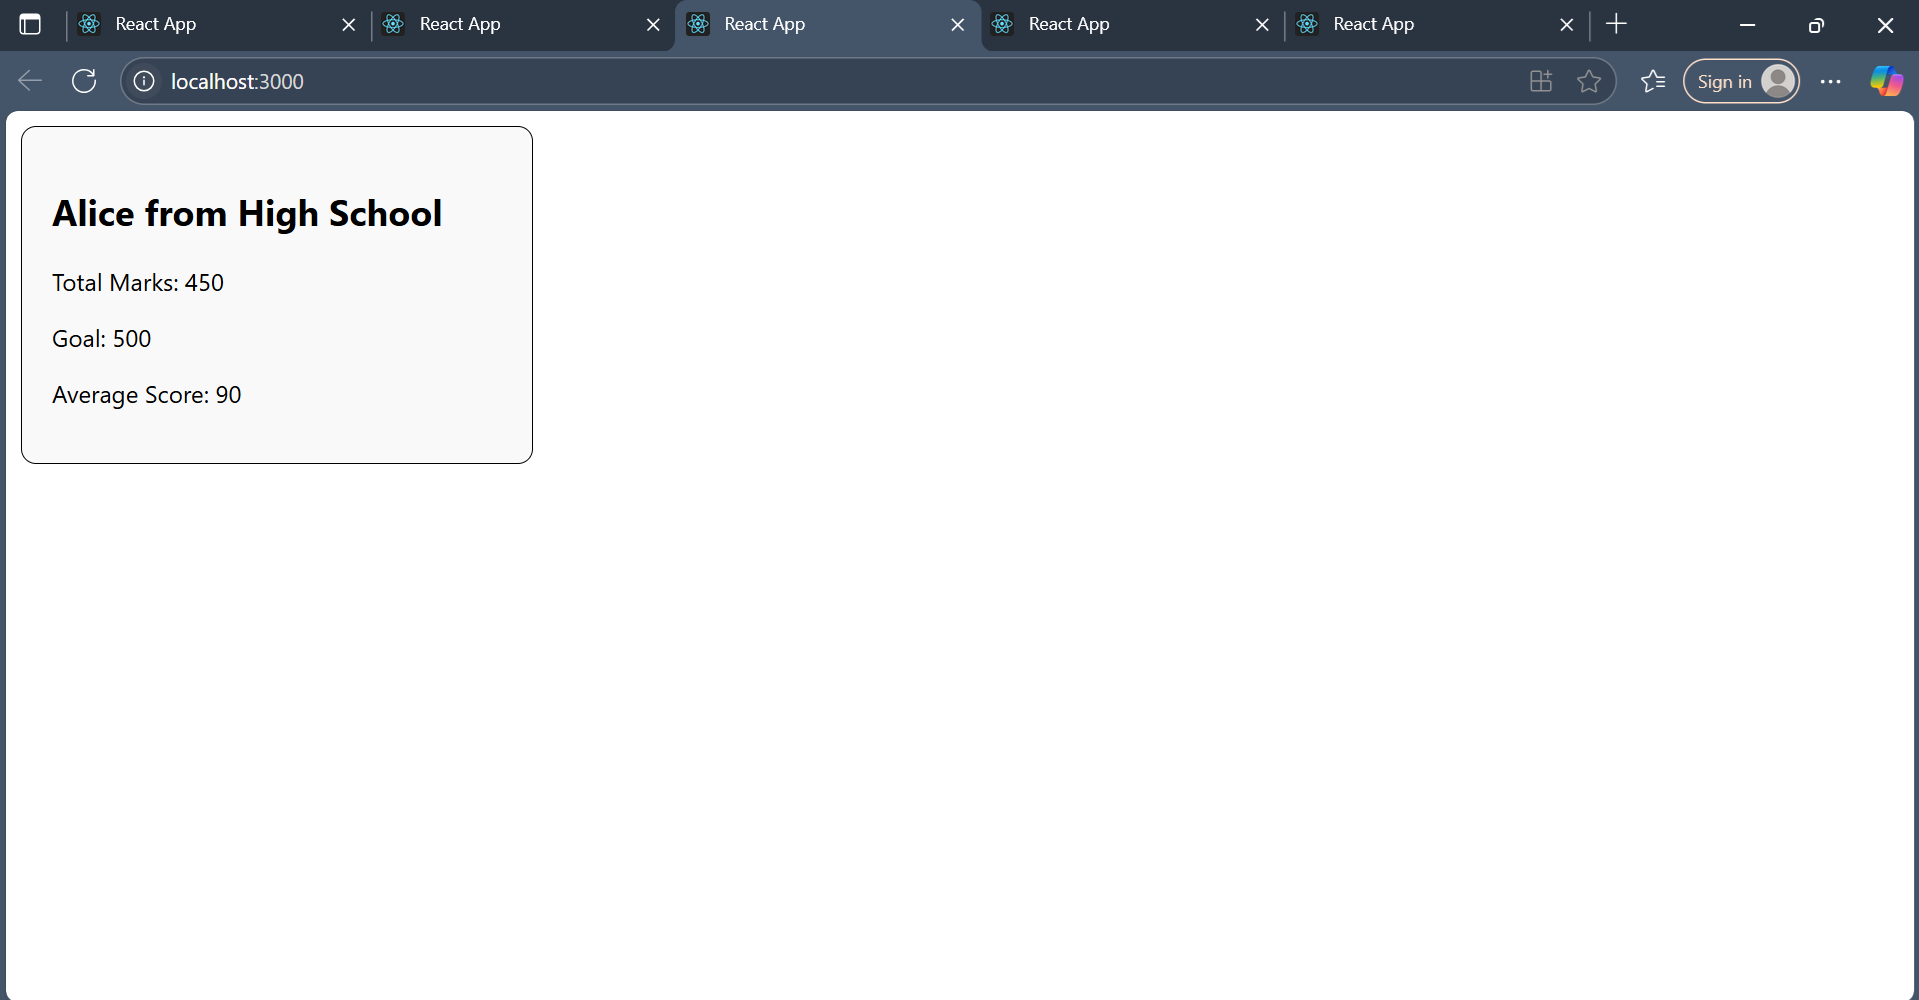 React App
React App
React App
React App
React App
localhost:3000
Sign in
Alice from High School
Total Marks: 450
Goal: 500
Average Score: 90